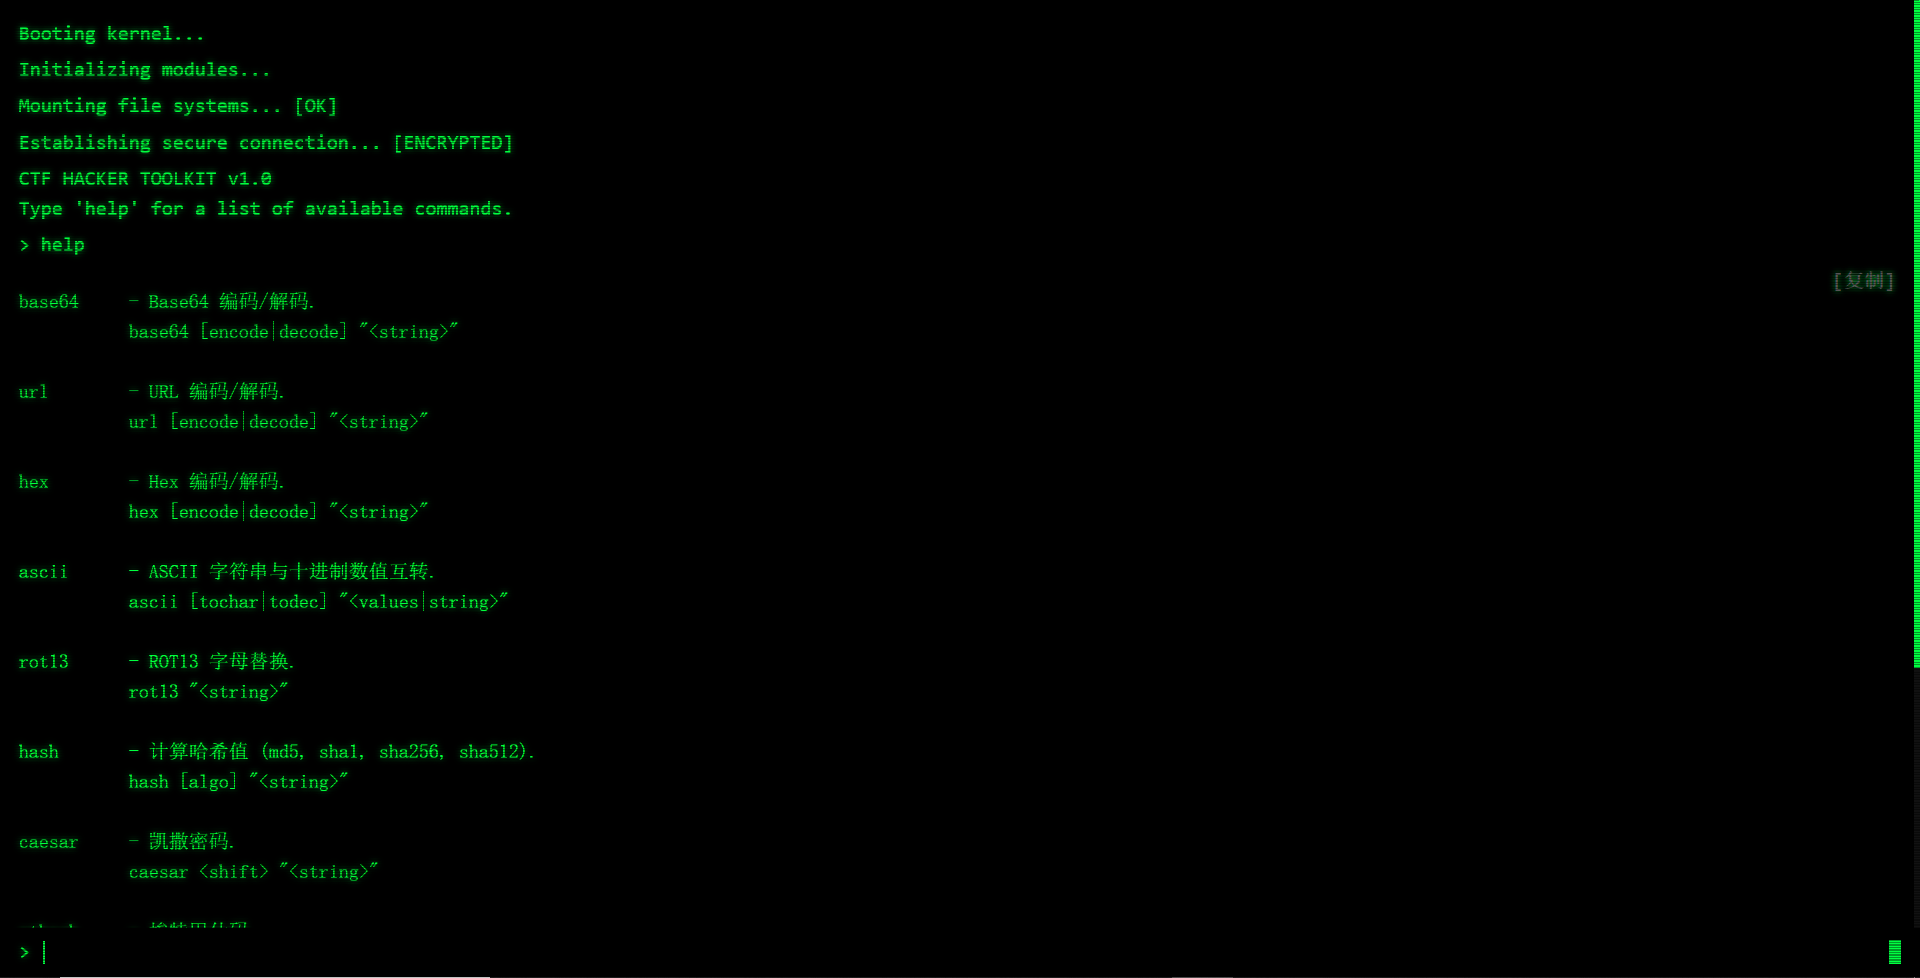 Booting kernel...
Initializing modules...
Mounting file systems... [OK]
Establishing secure connection... [ENCRYPTED]
CTF HACKER TOOLKIT v1.0
Type 'help' for a list of available commands.
> help
[复制]
base64     - Base64 编码/解码.
           base64 [encode|decode] "<string>"
url        - URL 编码/解码.
           url [encode|decode] "<string>"
hex        - Hex 编码/解码.
           hex [encode|decode] "<string>"
ascii      - ASCII 字符串与十进制数值互转.
           ascii [tochar|todec] "<values|string>"
rot13      - ROT13 字母替换.
           rot13 "<string>"
hash       - 计算哈希值 (md5, sha1, sha256, sha512).
           hash [algo] "<string>"
caesar     - 凯撒密码.
           caesar <shift> "<string>"
>